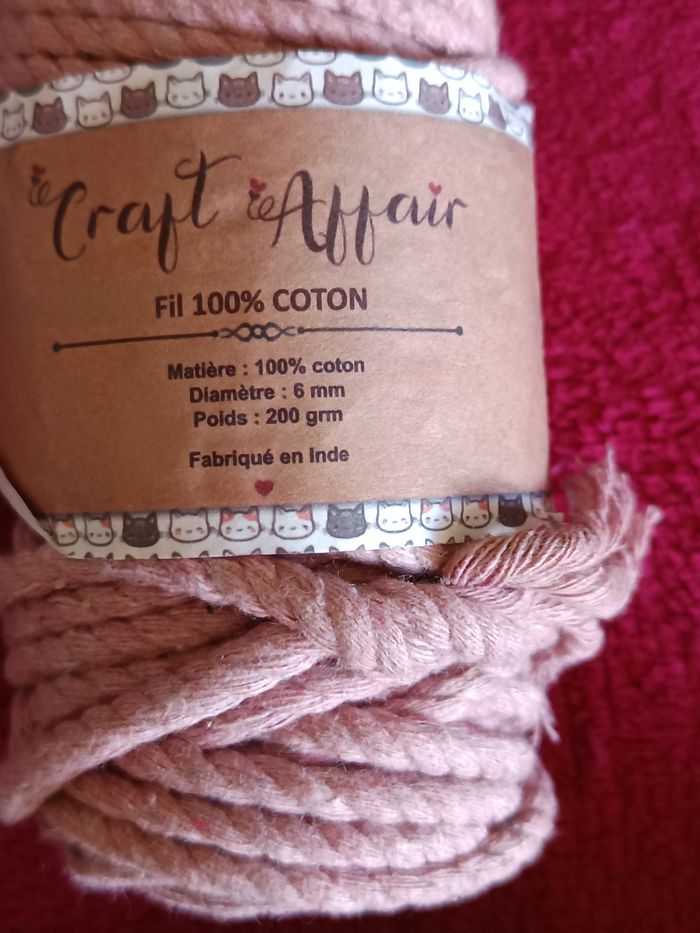 Craft Affair
Fil 100% COTON
Matière : 100% coton
Diamètre : 6 mm
Poids : 200 grm
Fabriqué en Inde